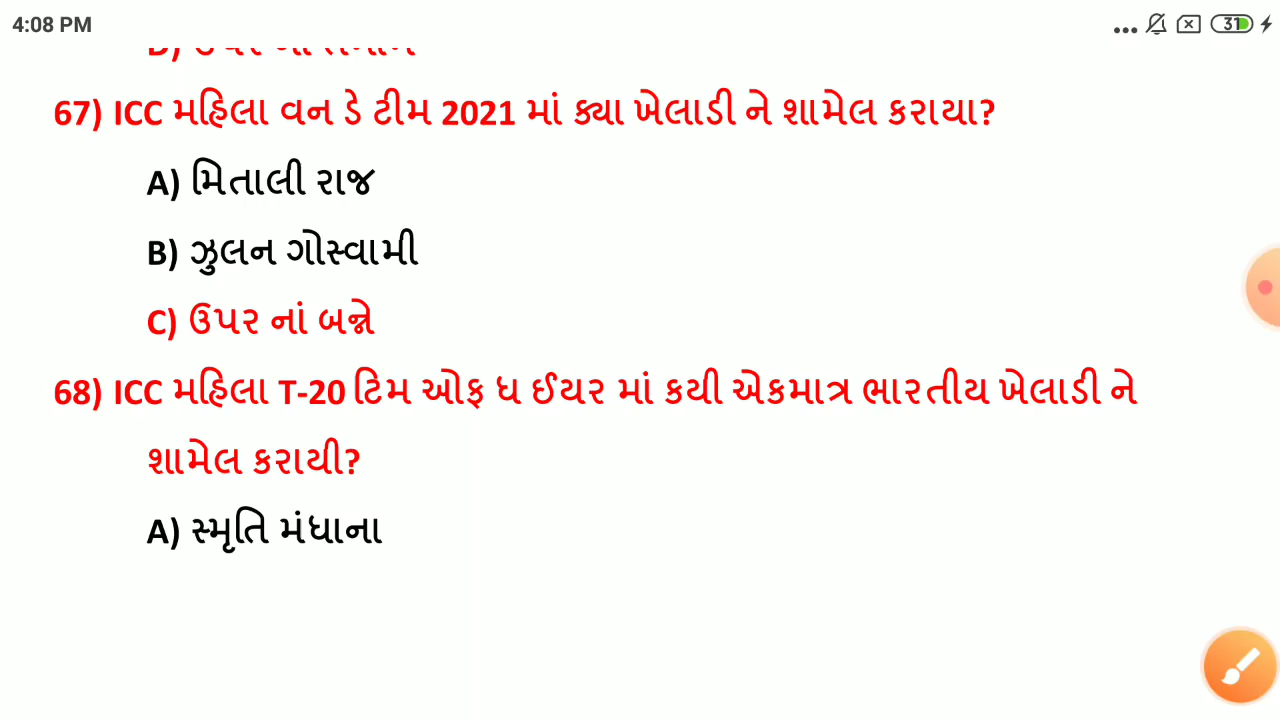 4:08 PM
31
67) ICC મહિલા વન ડે ટીમ 2021 માં ક્યા ખેલાડી ને શામેલ કરાયા?
A) મિતાલી રાજ
B) ઝુલન ગોસ્વામી
C) ઉપર નાં બન્ને
68) ICC મહિલા T-20 ટિમ ઓફ ધ ઈયર માં કયી એકમાત્ર ભારતીય ખેલાડી ને
શામેલ કરાયી?
A) સ્મૃતિ મંધાના